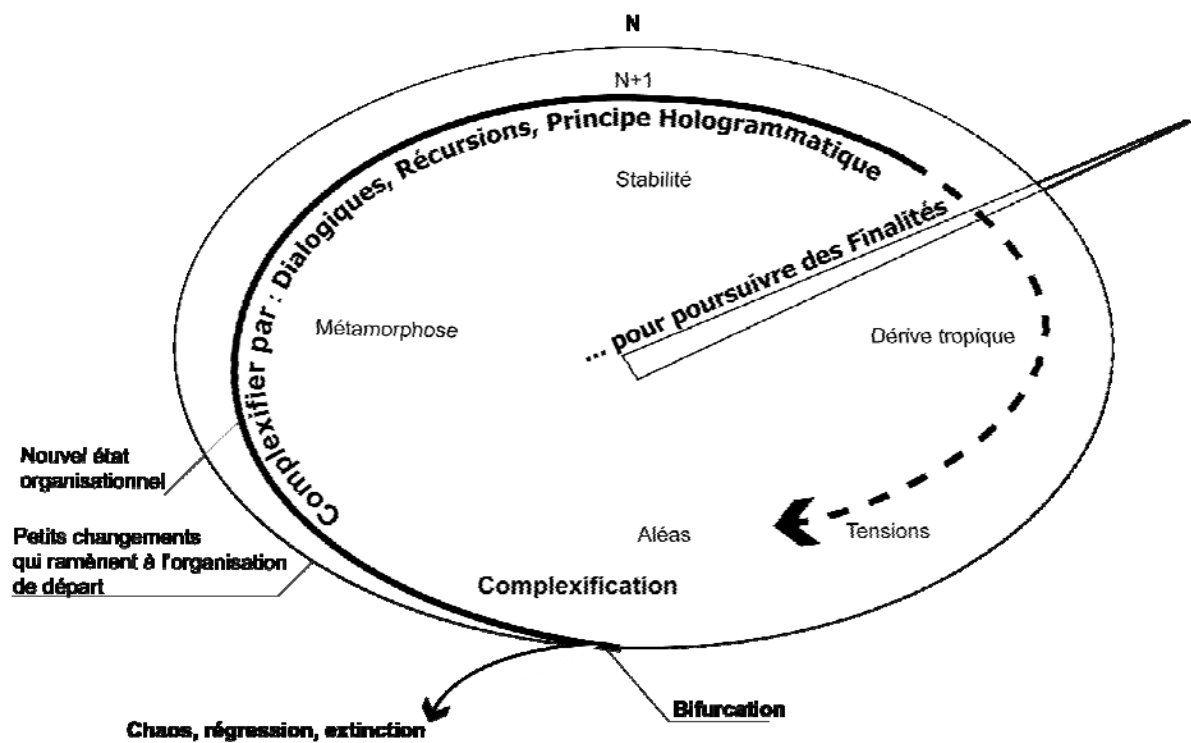 N
N+1
Complexifier par : Dialogiques, Récursions, Principe Hologrammatique
Stabilité
... pour poursuivre des Finalités
Métamorphose
Dérive tropique
Nouvel état
organisationnel
Petits changements
qui ramènent à l'organisation
de départ
Aléas
Tensions
Complexification
Bifurcation
Chaos, régression, extinction